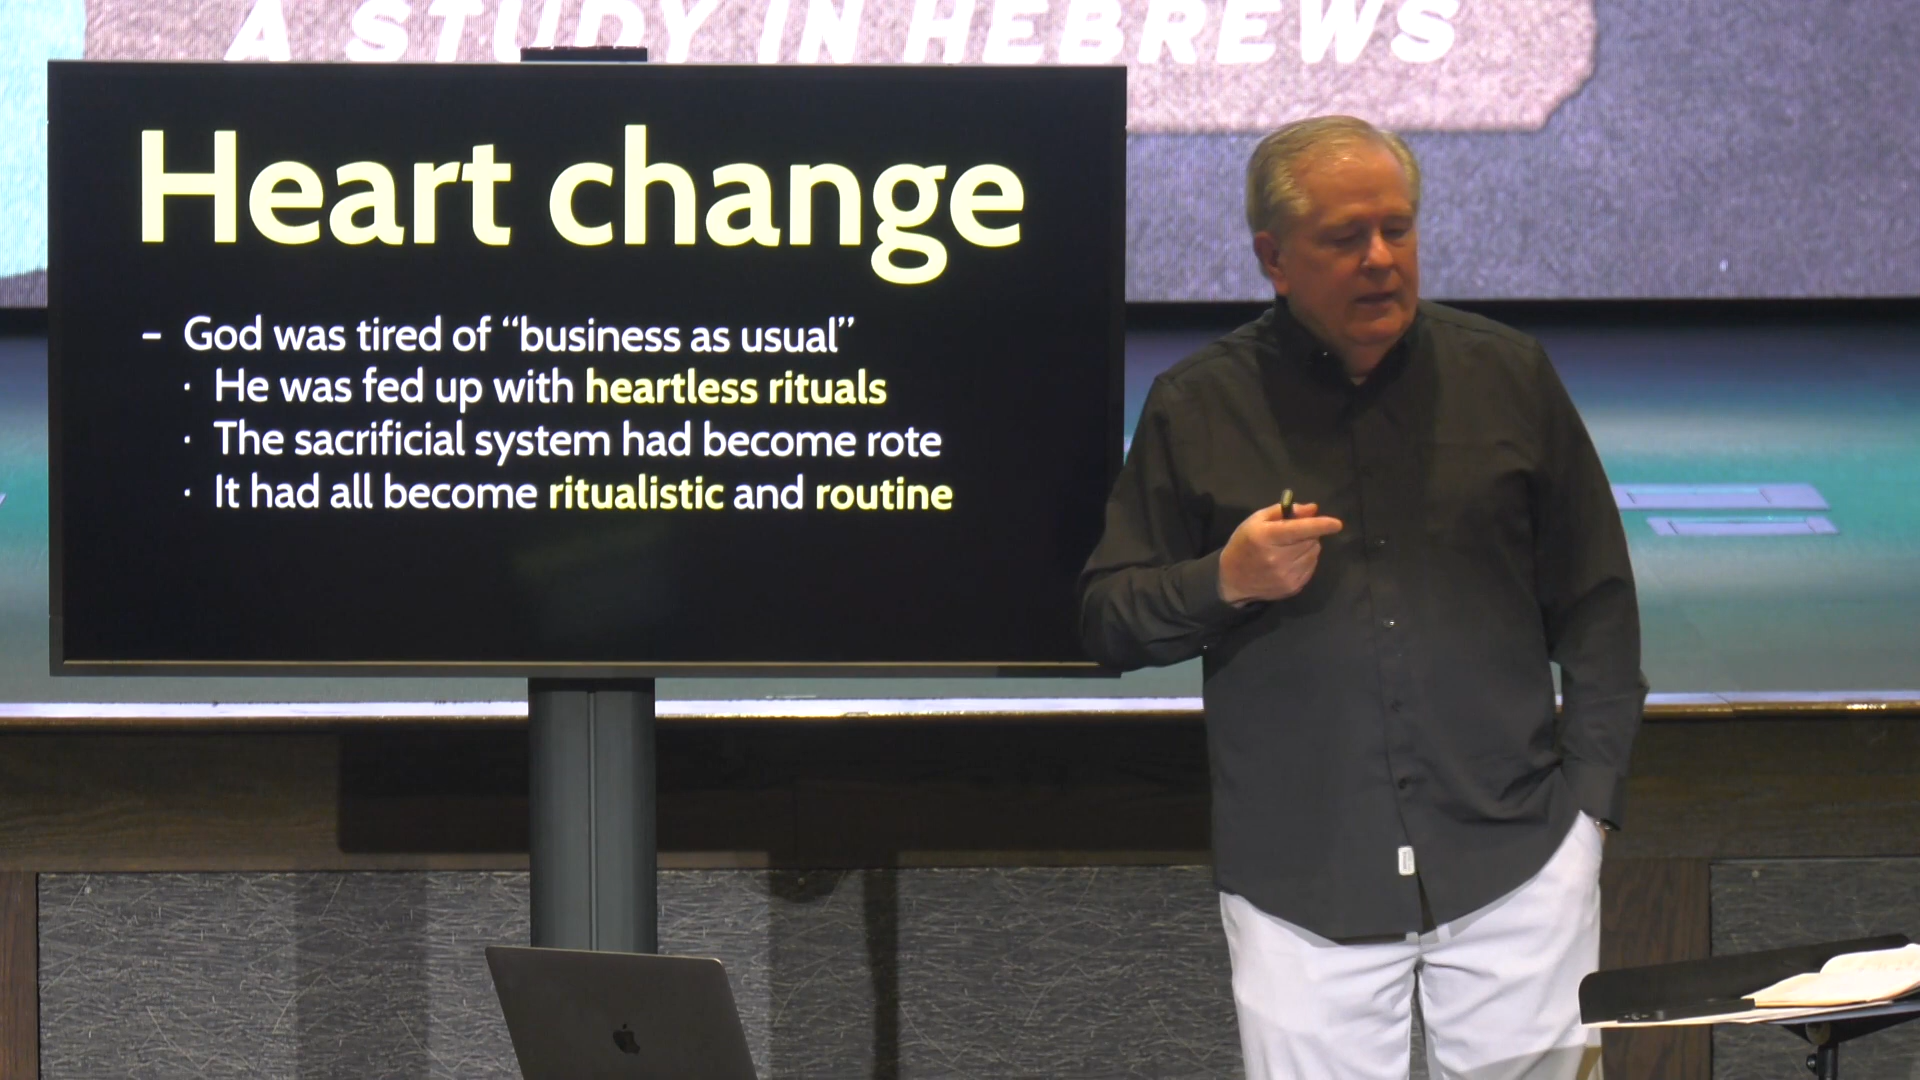 A STUDY IN HEBREWS
Heart change
– God was tired of “business as usual”
· He was fed up with heartless rituals
· The sacrificial system had become rote
· It had all become ritualistic and routine